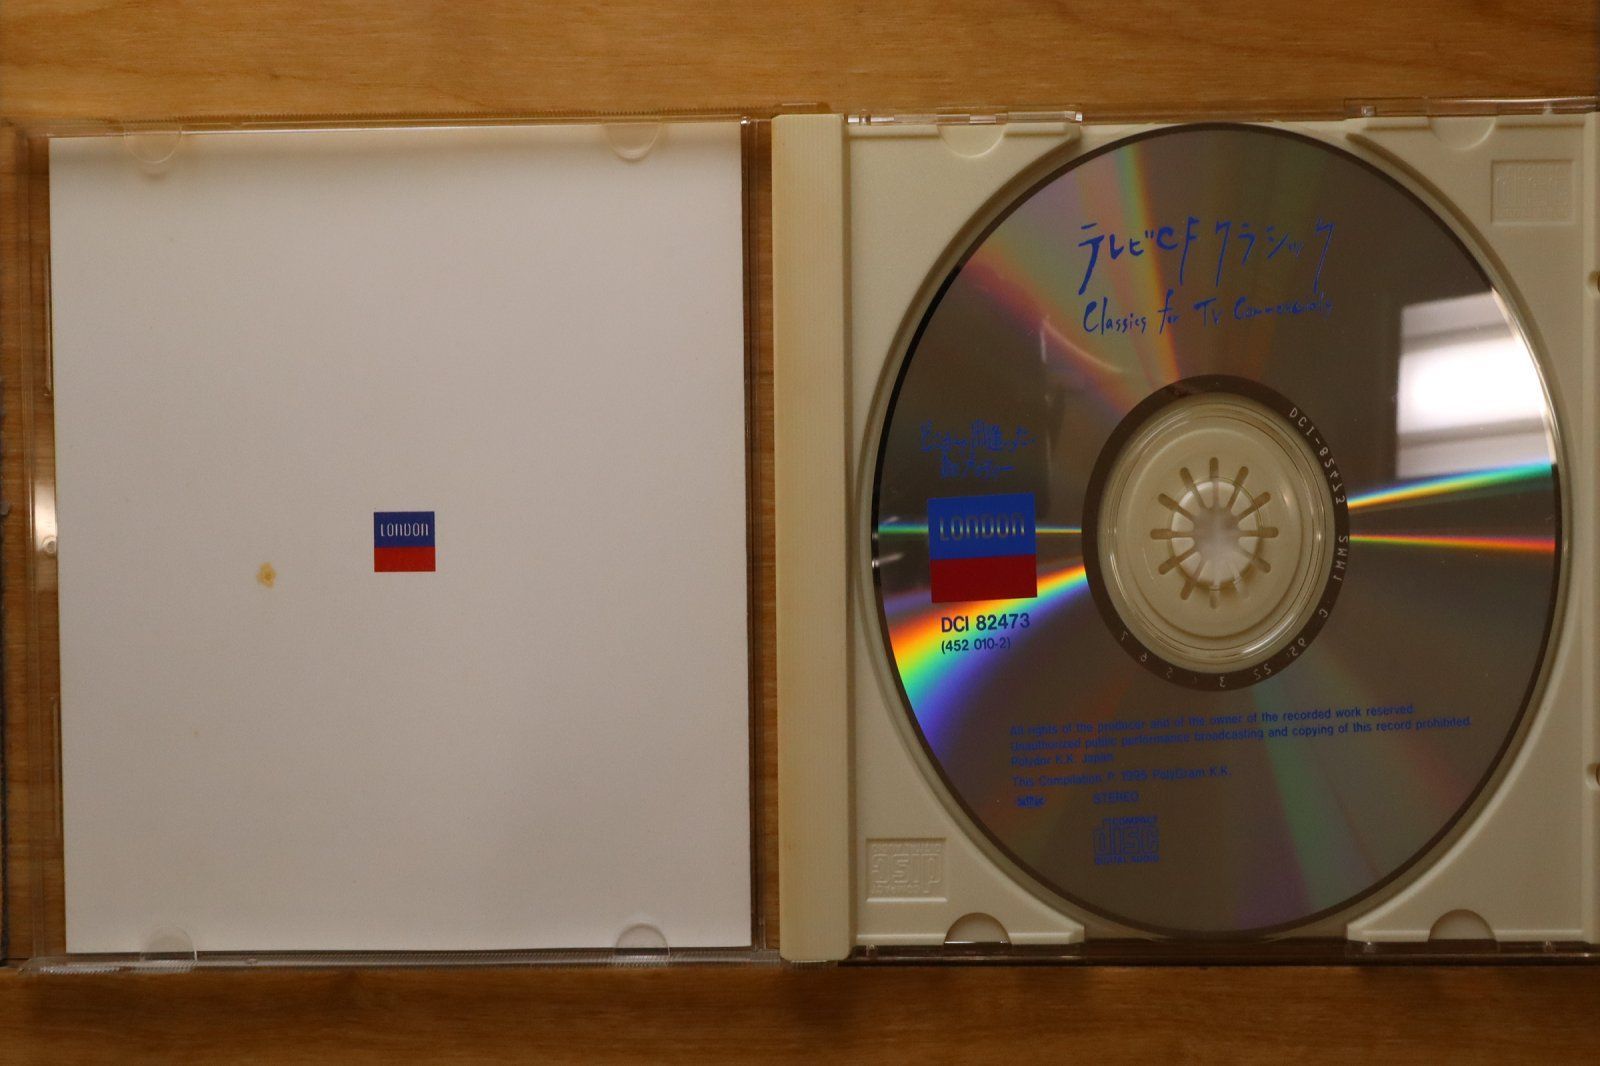 LONDON
テレビCFクラシック
Classics for TV Commercials
LONDON
DCI 82473
(452 010-2)
DCI-82473
All rights of the producer and of the owner of the recorded work reserved.
Unauthorized public performance broadcasting and copying of this record prohibited.
Polydor K.K. Japan
This Compilation P 1995 PolyGram K.K.
STEREO
COMPACT
disc
DIGITAL AUDIO